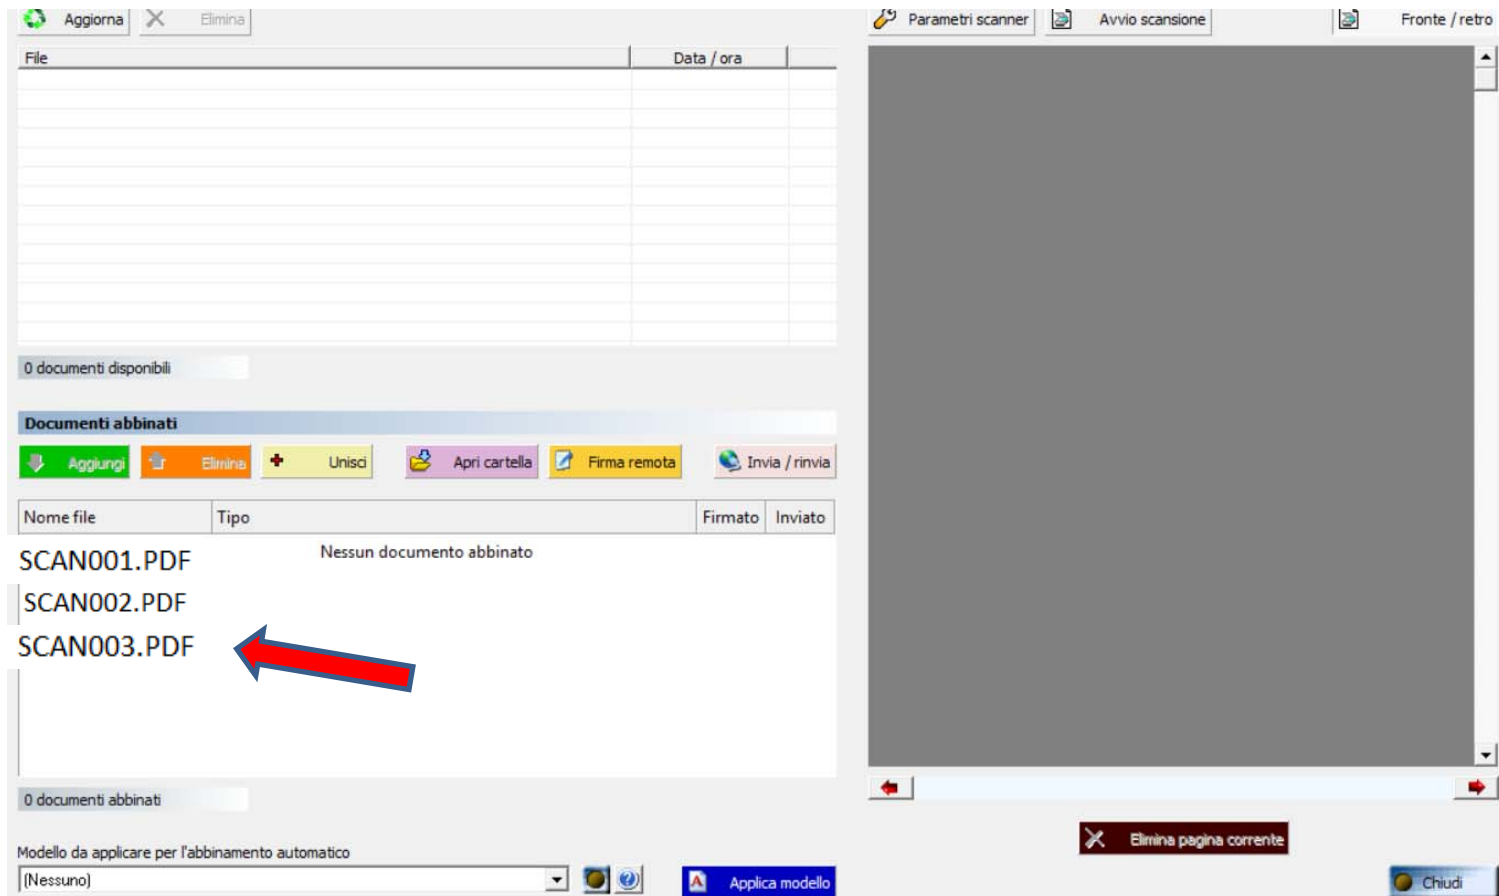 Aggiorna Elimina
Parametri scanner Avvio scansione Fronte / retro
File Data / ora
0 documenti disponibili
Documenti abbinati
Aggiungi Elimina Unisci Apri cartella Firma remota Invia / rinvia
Nome file Tipo Firmato Inviato
Nessun documento abbinato
SCAN001.PDF
SCAN002.PDF
SCAN003.PDF
0 documenti abbinati
Elimina pagina corrente
Modello da applicare per l'abbinamento automatico
(Nessuno) Applica modello
Chiudi